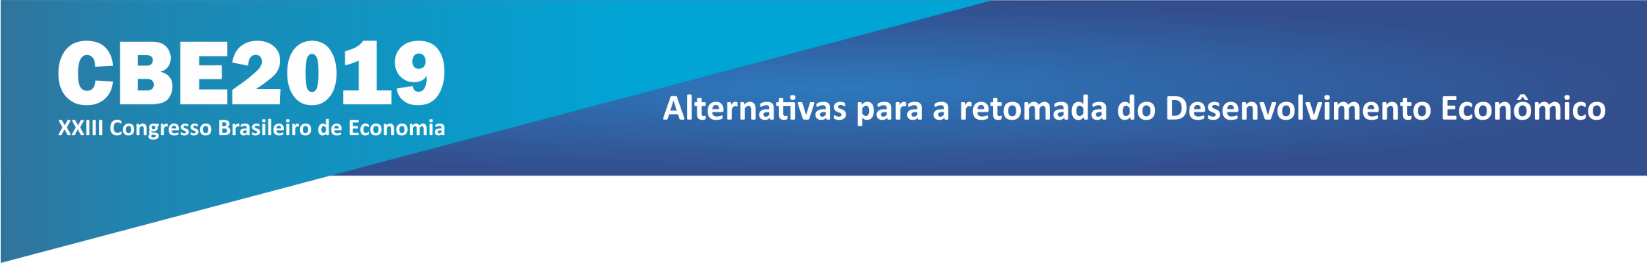 CBE2019
XXIII Congresso Brasileiro de Economia
Alternativas para a retomada do Desenvolvimento Econômico